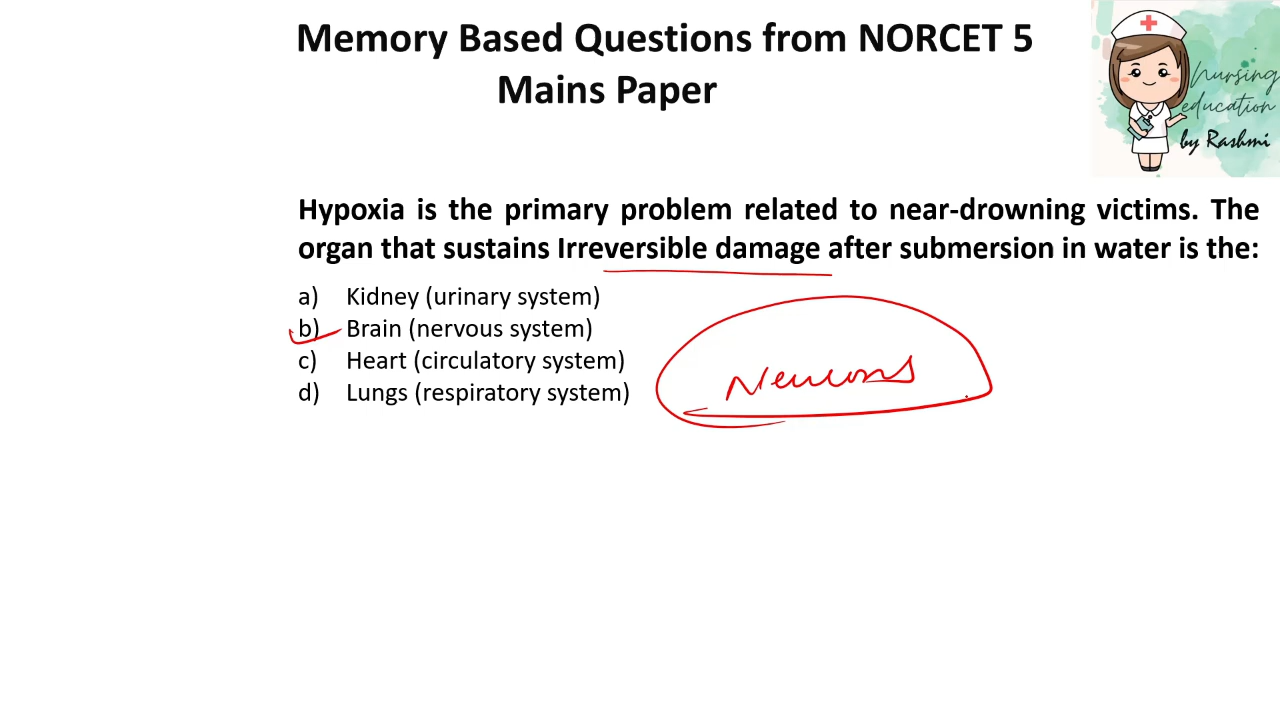 Memory Based Questions from NORCET 5
Mains Paper
Nursing
education
by Rashmi
Hypoxia is the primary problem related to near-drowning victims. The
organ that sustains Irreversible damage after submersion in water is the:
a) Kidney (urinary system)
b) Brain (nervous system)
c) Heart (circulatory system)
d) Lungs (respiratory system)
Neurons